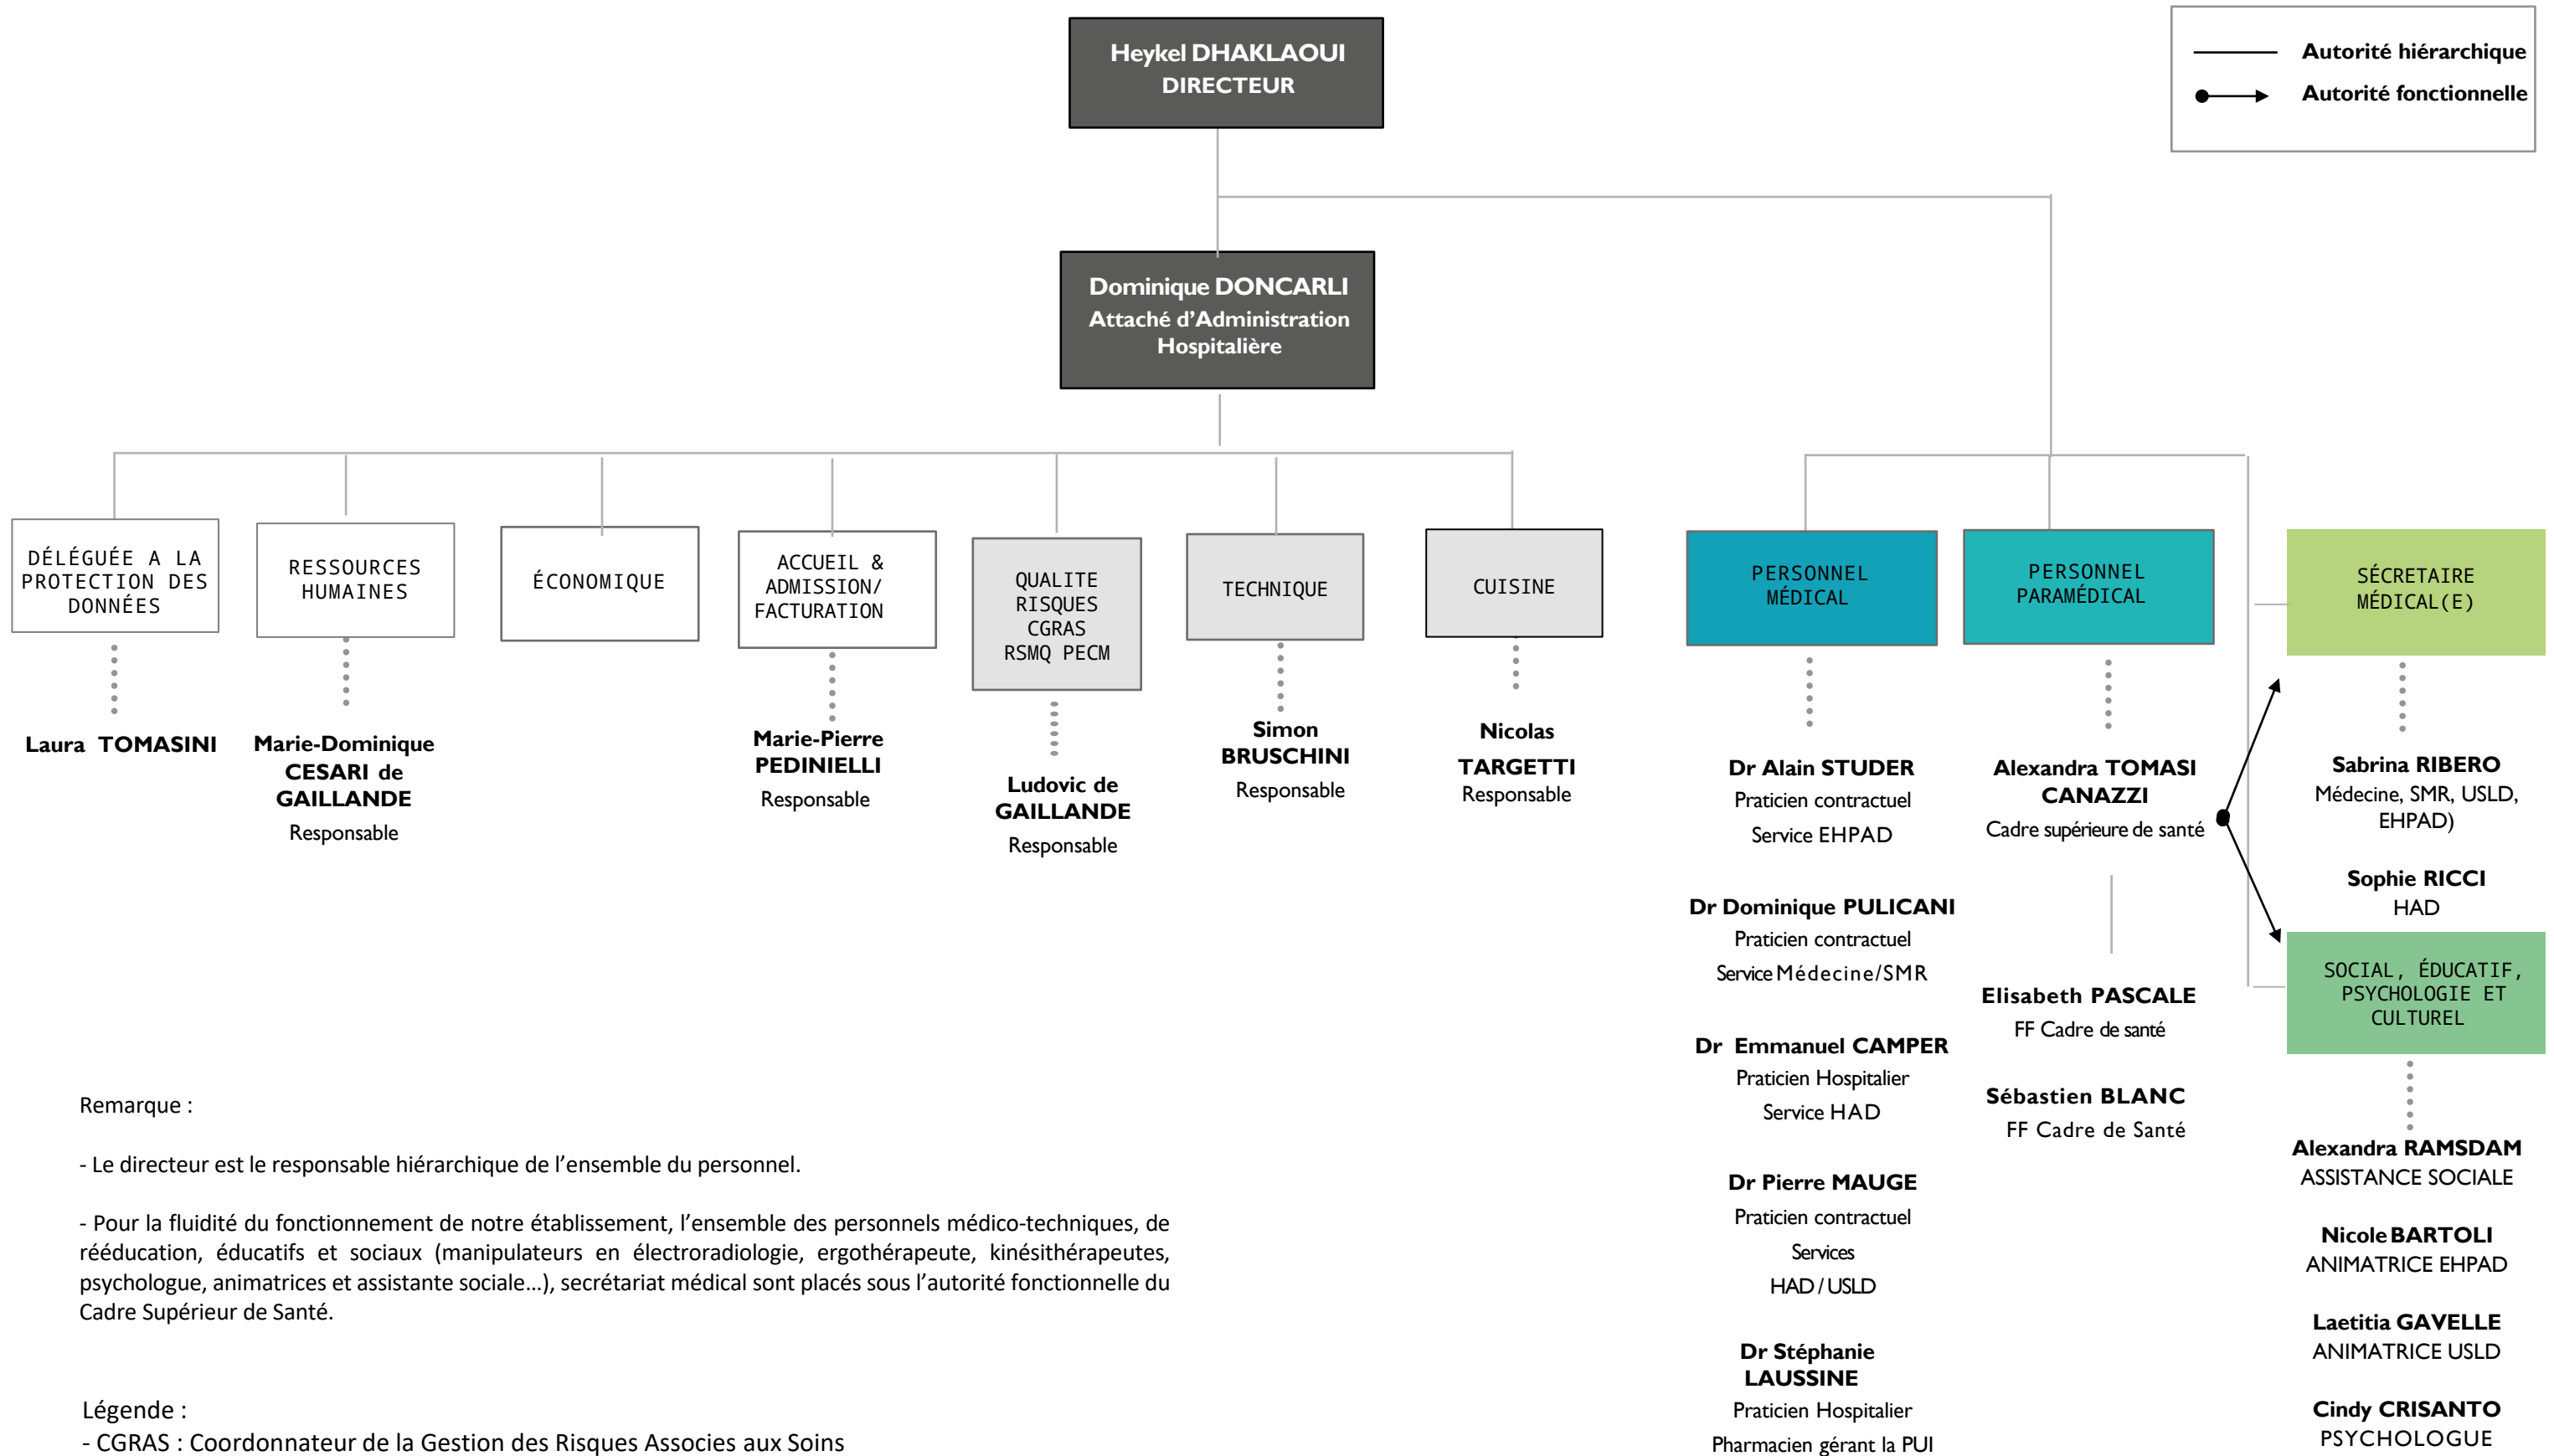 Heykel DHAKLAOUI
DIRECTEUR
Autorité hiérarchique
Autorité fonctionnelle
Dominique DONCARLI
Attaché d’Administration
Hospitalière
DÉLÉGUÉE A LA
PROTECTION DES
DONNÉES
Laura TOMASINI
RESSOURCES
HUMAINES
Marie-Dominique
CESARI de
GAILLANDE
Responsable
ÉCONOMIQUE
ACCUEIL &
ADMISSION/
FACTURATION
Marie-Pierre
PEDINIELLI
Responsable
QUALITE
RISQUES
CGRAS
RSMQ PECM
Ludovic de
GAILLANDE
Responsable
TECHNIQUE
Simon
BRUSCHINI
Responsable
CUISINE
Nicolas
TARGETTI
Responsable
PERSONNEL
MÉDICAL
Dr Alain STUDER
Praticien contractuel
Service EHPAD
Dr Dominique PULICANI
Praticien contractuel
Service Médecine/SMR
Dr Emmanuel CAMPER
Praticien Hospitalier
Service HAD
Dr Pierre MAUGE
Praticien contractuel
Services
HAD / USLD
Dr Stéphanie
LAUSSINE
Praticien Hospitalier
Pharmacien gérant la PUI
PERSONNEL
PARAMÉDICAL
Alexandra TOMASI
CANAZZI
Cadre supérieure de santé
Elisabeth PASCALE
FF Cadre de santé
Sébastien BLANC
FF Cadre de Santé
SÉCRETAIRE
MÉDICAL(E)
Sabrina RIBERO
Médecine, SMR, USLD,
EHPAD)
Sophie RICCI
HAD
SOCIAL, ÉDUCATIF,
PSYCHOLOGIE ET
CULTUREL
Alexandra RAMSDAM
ASSISTANCE SOCIALE
Nicole BARTOLI
ANIMATRICE EHPAD
Laetitia GAVELLE
ANIMATRICE USLD
Cindy CRISANTO
PSYCHOLOGUE
Remarque :
- Le directeur est le responsable hiérarchique de l’ensemble du personnel.
- Pour la fluidité du fonctionnement de notre établissement, l’ensemble des personnels médico-techniques, de
rééducation, éducatifs et sociaux (manipulateurs en électroradiologie, ergothérapeute, kinésithérapeutes,
psychologue, animatrices et assistante sociale…), secrétariat médical sont placés sous l’autorité fonctionnelle du
Cadre Supérieur de Santé.
Légende :
- CGRAS : Coordonnateur de la Gestion des Risques Associes aux Soins